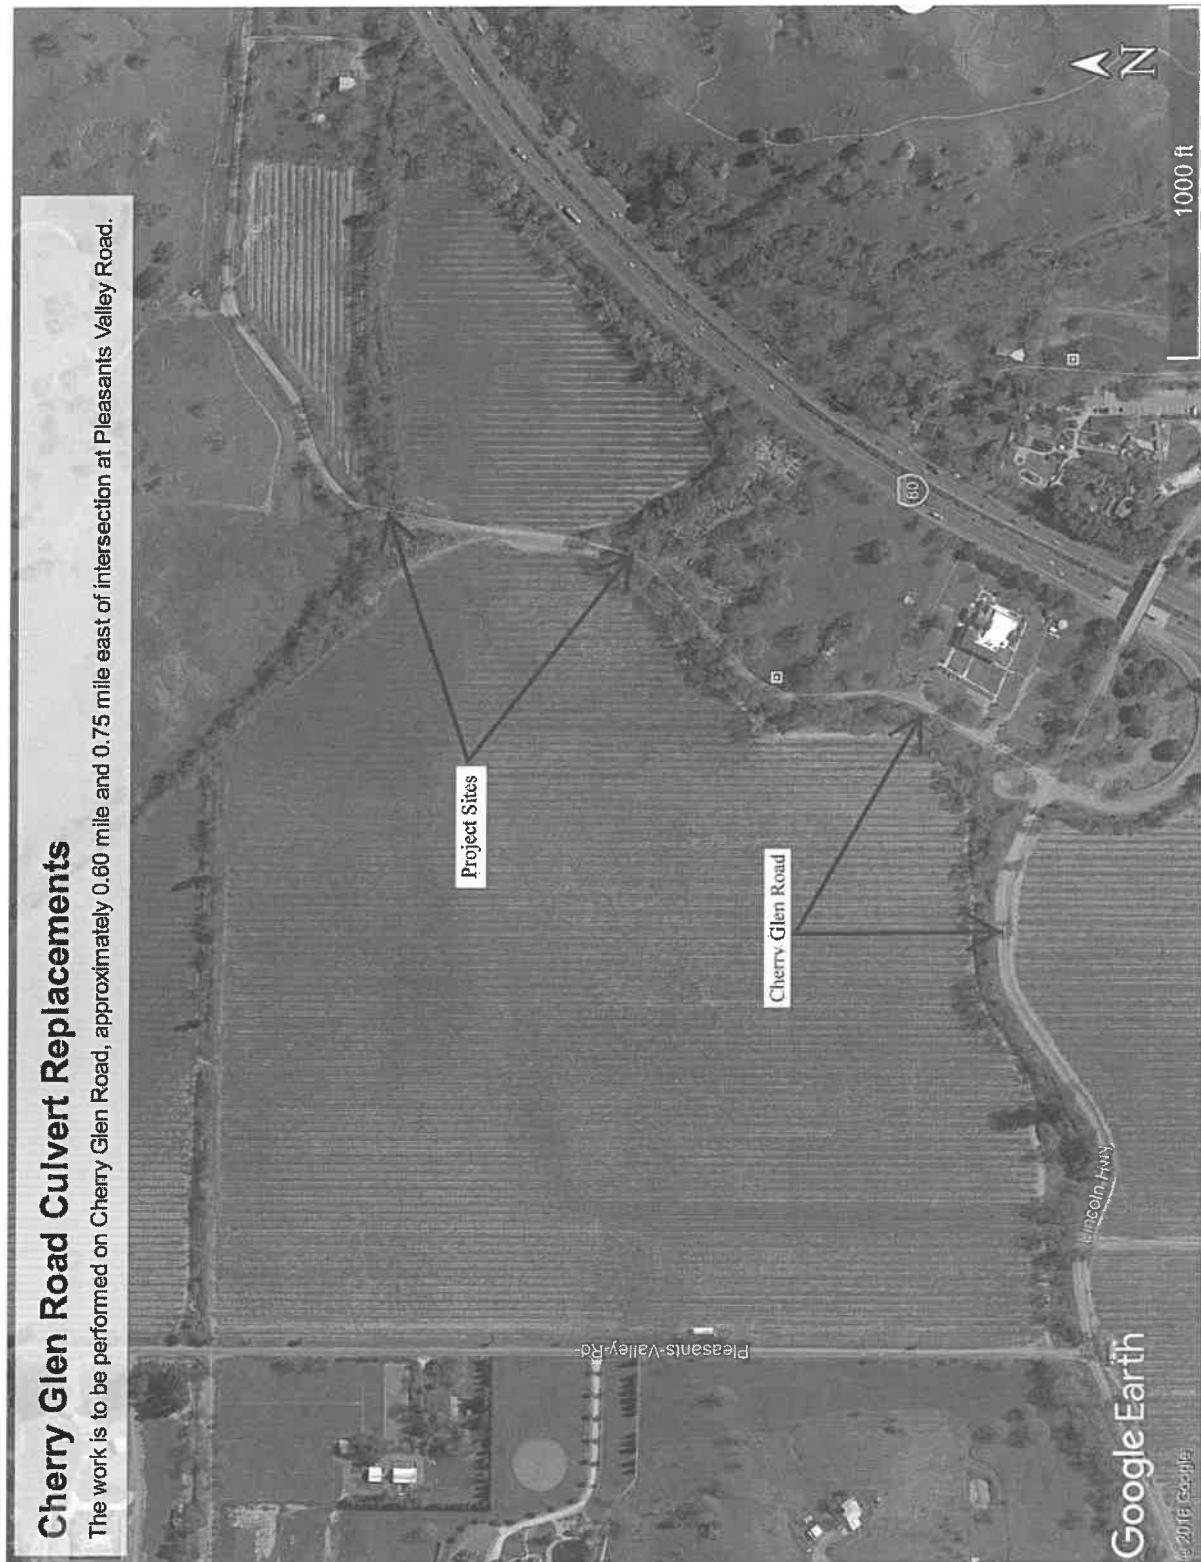 Cherry Glen Road Culvert Replacements
The work is to be performed on Cherry Glen Road, approximately 0.60 mile and 0.75 mile east of intersection at Pleasants Valley Road.
Project Sites
Cherry Glen Road
Pleasants-Valley-Rd
Lincoln Hwy
80
N
1000 ft
Google Earth
© 2018 Google